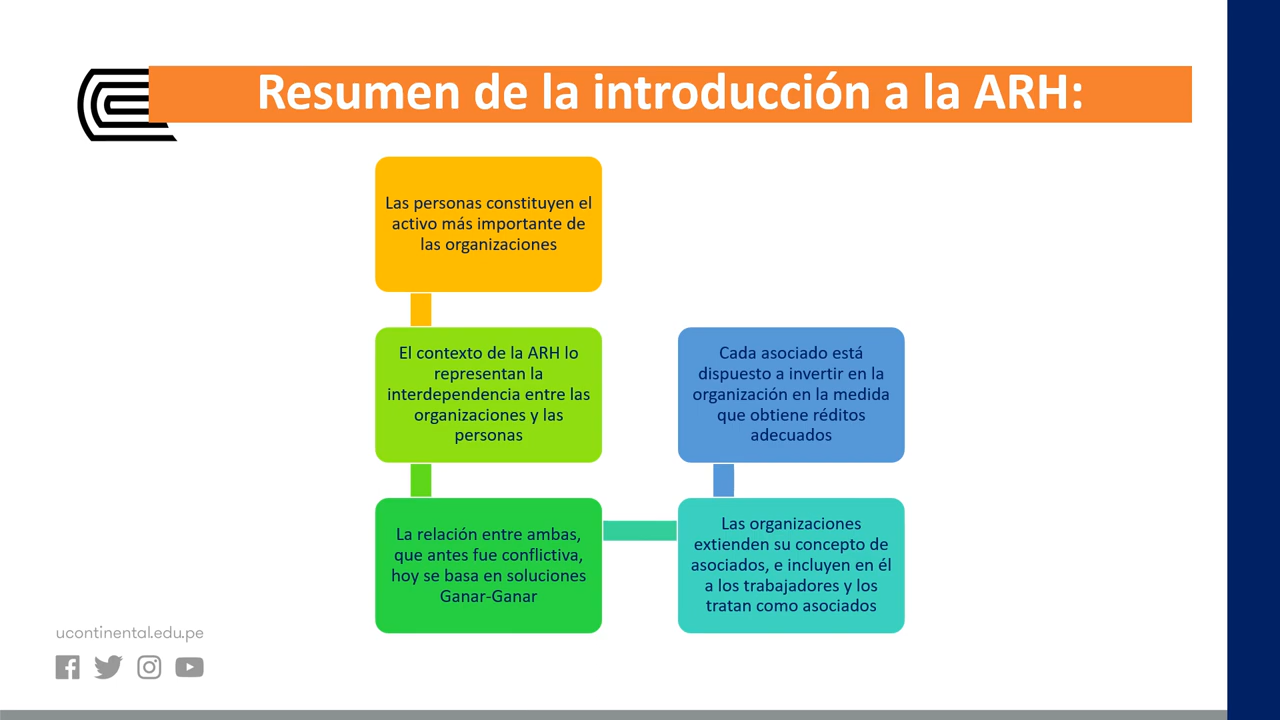 Resumen de la introducción a la ARH:
Las personas constituyen el
activo más importante de
las organizaciones
El contexto de la ARH lo
representan la
interdependencia entre las
organizaciones y las
personas
La relación entre ambas,
que antes fue conflictiva,
hoy se basa en soluciones
Ganar-Ganar
Las organizaciones
extienden su concepto de
asociados, e incluyen en él
a los trabajadores y los
tratan como asociados
Cada asociado está
dispuesto a invertir en la
organización en la medida
que obtiene réditos
adecuados
ucontinental.edu.pe